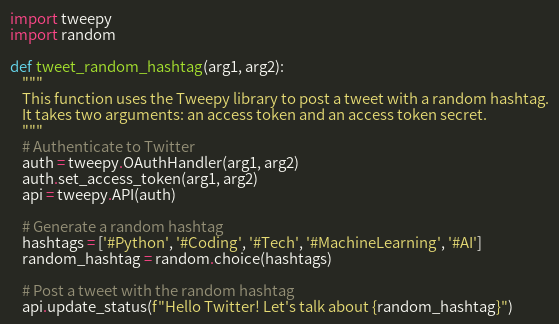 import tweepy
import random
def tweet_random_hashtag(arg1, arg2):
"""
This function uses the Tweepy library to post a tweet with a random hashtag.
It takes two arguments: an access token and an access token secret.
"""
# Authenticate to Twitter
auth = tweepy.OAuthHandler(arg1, arg2)
auth.set_access_token(arg1, arg2)
api = tweepy.API(auth)
# Generate a random hashtag
hashtags = ['#Python', '#Coding', '#Tech', '#MachineLearning', '#AI']
random_hashtag = random.choice(hashtags)
# Post a tweet with the random hashtag
api.update_status(f"Hello Twitter! Let's talk about {random_hashtag}")